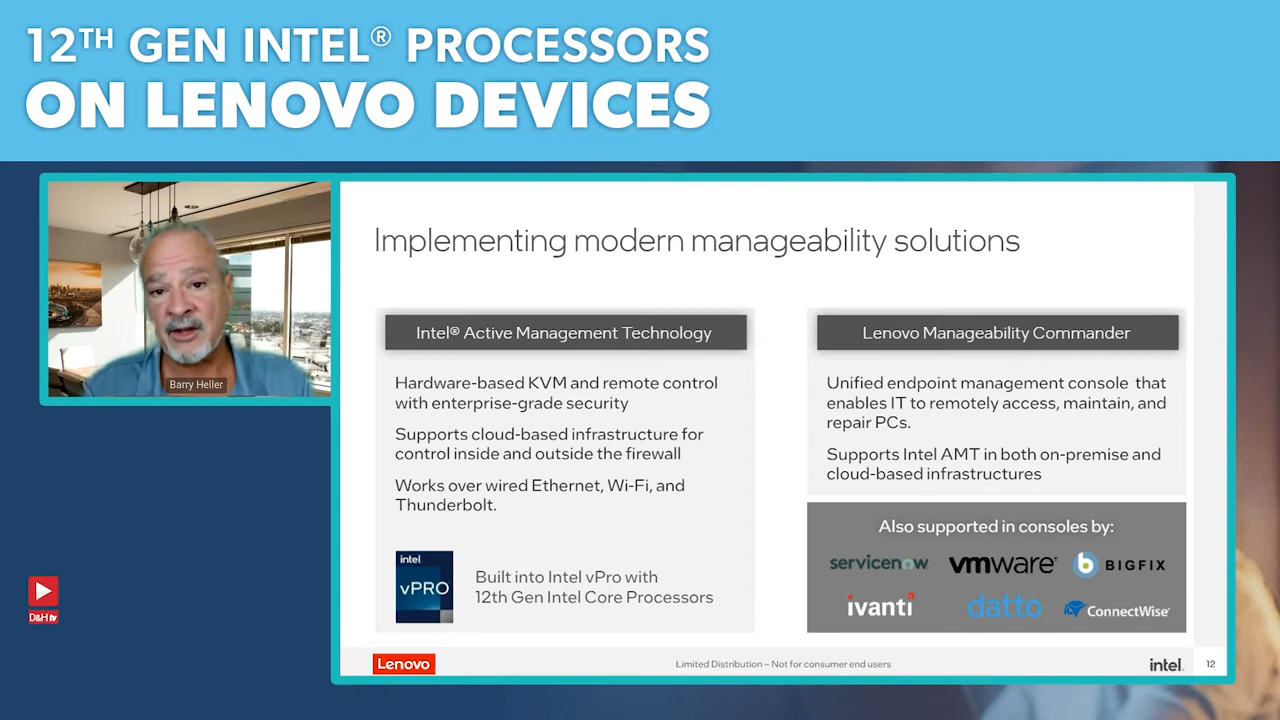 12TH GEN INTEL® PROCESSORS
ON LENOVO DEVICES
Barry Heller
Implementing modern manageability solutions
Intel® Active Management Technology
Hardware-based KVM and remote control
with enterprise-grade security
Supports cloud-based infrastructure for
control inside and outside the firewall
Works over wired Ethernet, Wi-Fi, and
Thunderbolt.
intel
vPRO
Built into Intel vPro with
12th Gen Intel Core Processors
Lenovo Manageability Commander
Unified endpoint management console that
enables IT to remotely access, maintain, and
repair PCs.
Supports Intel AMT in both on-premise and
cloud-based infrastructures
Also supported in consoles by:
servicenow
vmware®
BIGFIX
ivanti
datto
ConnectWise
D&H tv
Lenovo
Limited Distribution – Not for consumer end users
intel.
12